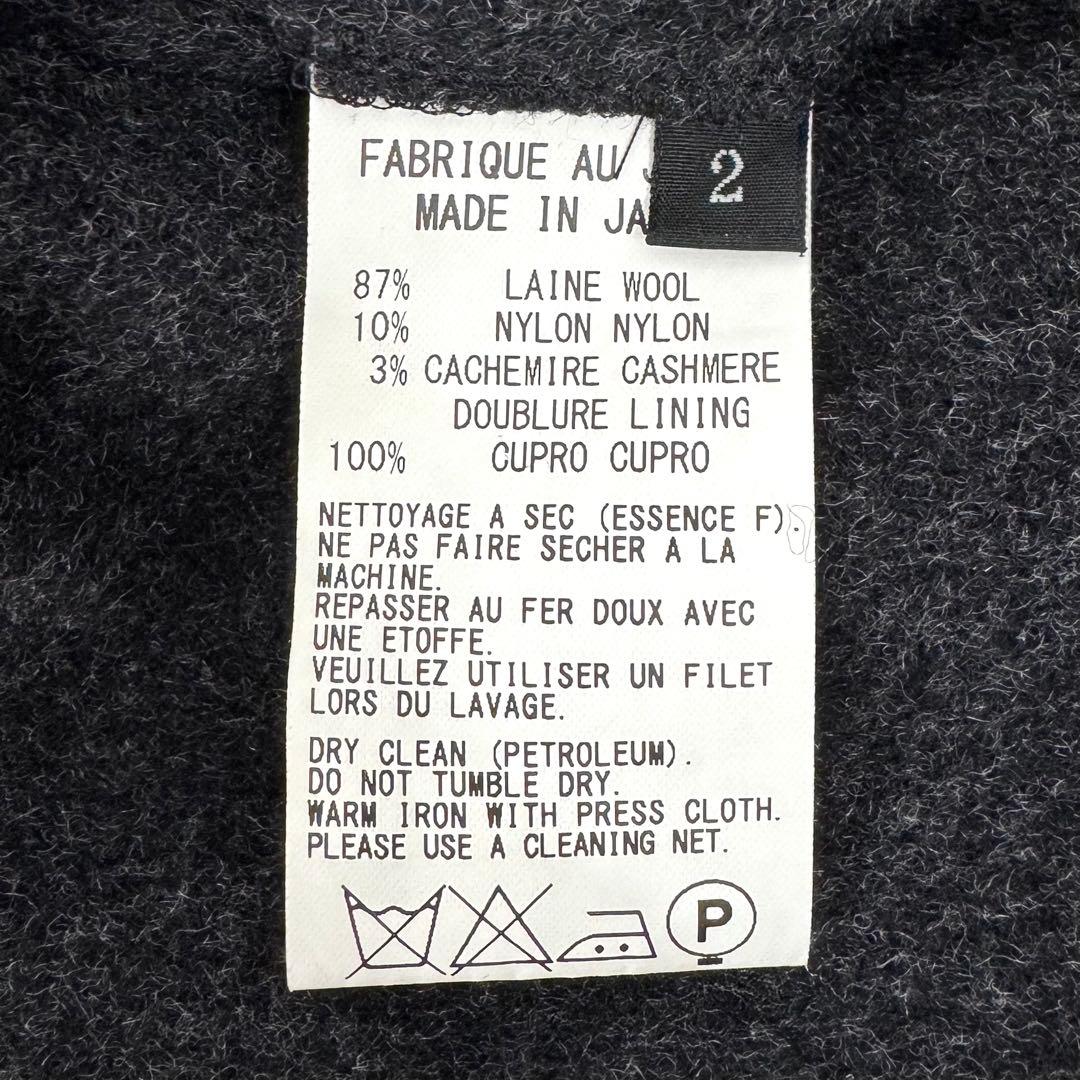 FABRIQUE AU
2
MADE IN JA
87% LAINE WOOL
10% NYLON NYLON
3% CACHEMIRE CASHMERE
DOUBLURE LINING
100% CUPRO CUPRO
NETTOYAGE A SEC (ESSENCE F).
NE PAS FAIRE SECHER A LA
MACHINE.
REPASSER AU FER DOUX AVEC
UNE ETOFFE.
VEUILLEZ UTILISER UN FILET
LORS DU LAVAGE.
DRY CLEAN (PETROLEUM).
DO NOT TUMBLE DRY.
WARM IRON WITH PRESS CLOTH.
PLEASE USE A CLEANING NET.
P